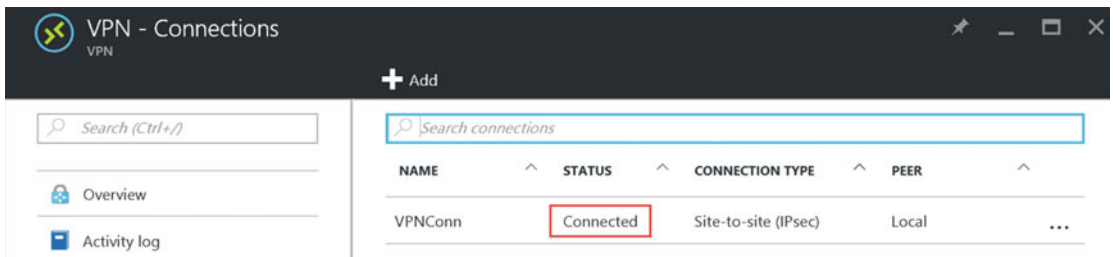 VPN - Connections
VPN
Add
Search (Ctrl+/)
Overview
Activity log
Search connections
NAME STATUS CONNECTION TYPE PEER
VPNConn Connected Site-to-site (IPsec) Local ...